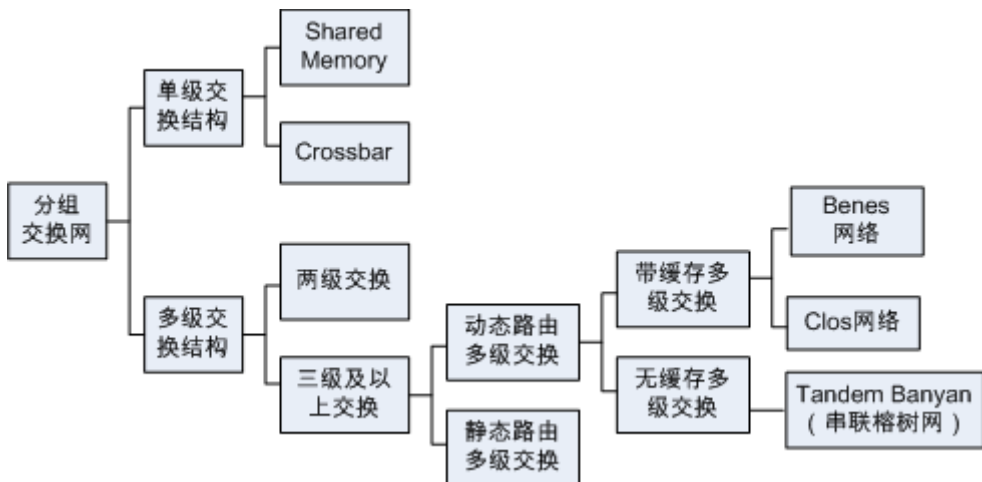 分组
交换网
单级交
换结构
Shared
Memory
Crossbar
多级交
换结构
两级交换
三级及以
上交换
动态路由
多级交换
静态路由
多级交换
带缓存多
级交换
无缓存多
级交换
Benes
网络
Clos网络
Tandem Banyan
（串联榕树网）